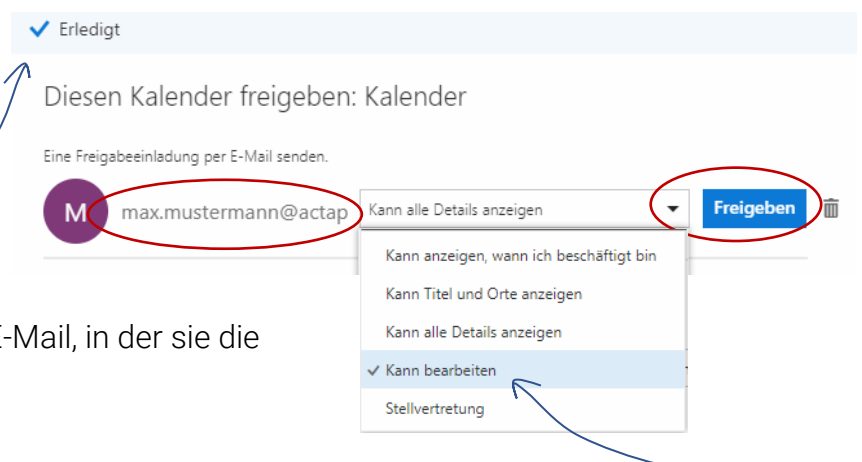 Erledigt
Diesen Kalender freigeben: Kalender
Eine Freigabeeinladung per E-Mail senden.
M max.mustermann@actap Kann alle Details anzeigen Freigeben
Kann anzeigen, wann ich beschäftigt bin
Kann Titel und Orte anzeigen
E-Mail, in der sie die
Kann alle Details anzeigen
Kann bearbeiten
Stellvertretung